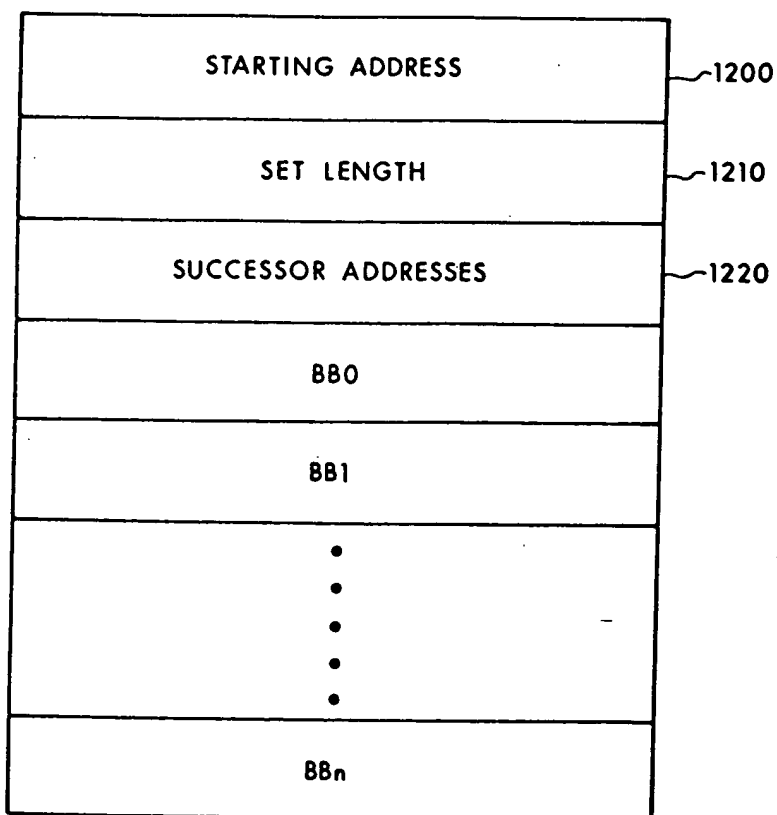 STARTING ADDRESS 1200
SET LENGTH 1210
SUCCESSOR ADDRESSES 1220
BB0
BB1
BBn